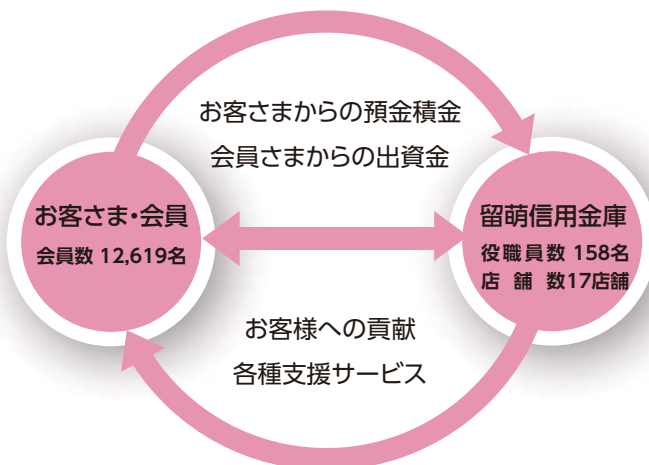 お客さまからの預金積金
会員さまからの出資金
お客さま・会員
会員数 12,619名
留萌信用金庫
役職員数 158名
店舗数17店舗
お客様への貢献
各種支援サービス